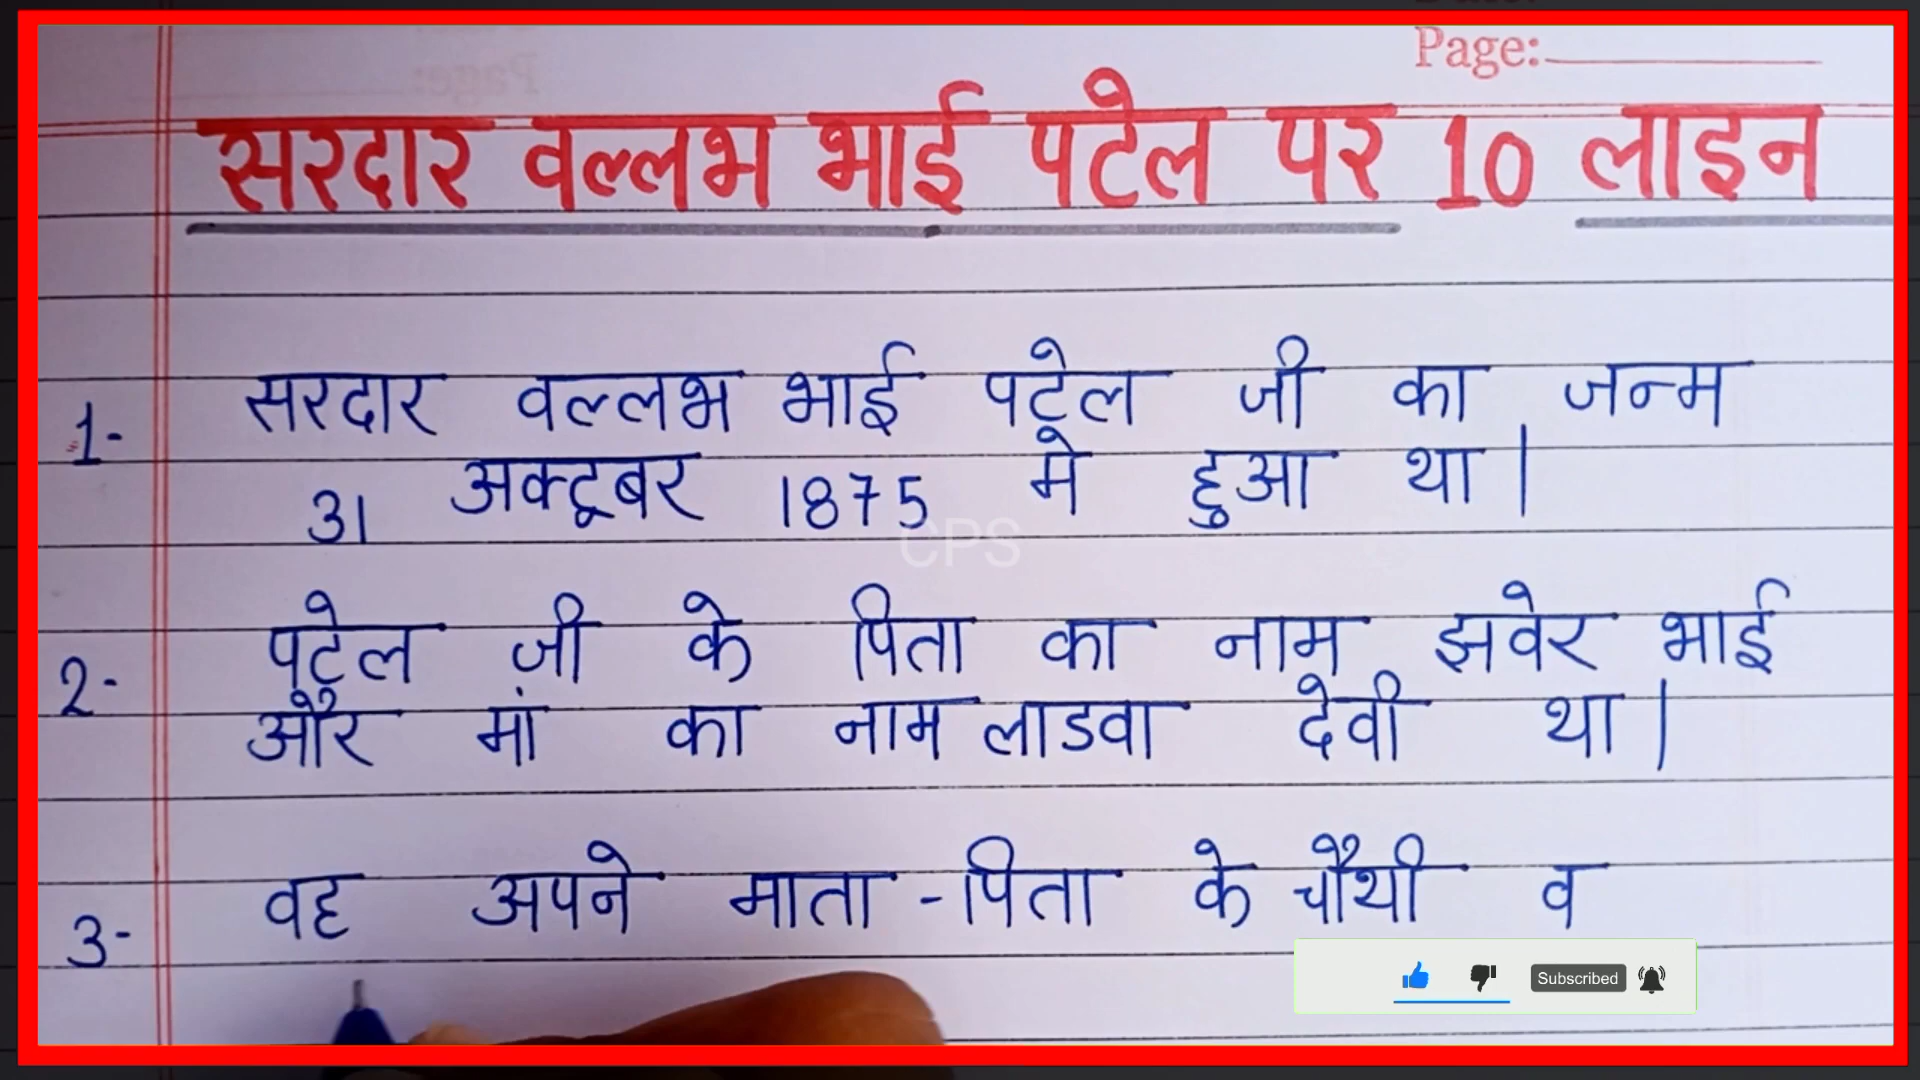 Page:
सरदार वल्लभ भाई पटेल पर 10 लाइन
1- सरदार वल्लभ भाई पटेल जी का जन्म
31 अक्टूबर 1875 मे हुआ था|
CPS
2- पटेल जी के पिता का नाम झवेर भाई
और मां का नाम लाडवा देवी था|
3- वह अपने माता-पिता के चौथी व
Subscribed